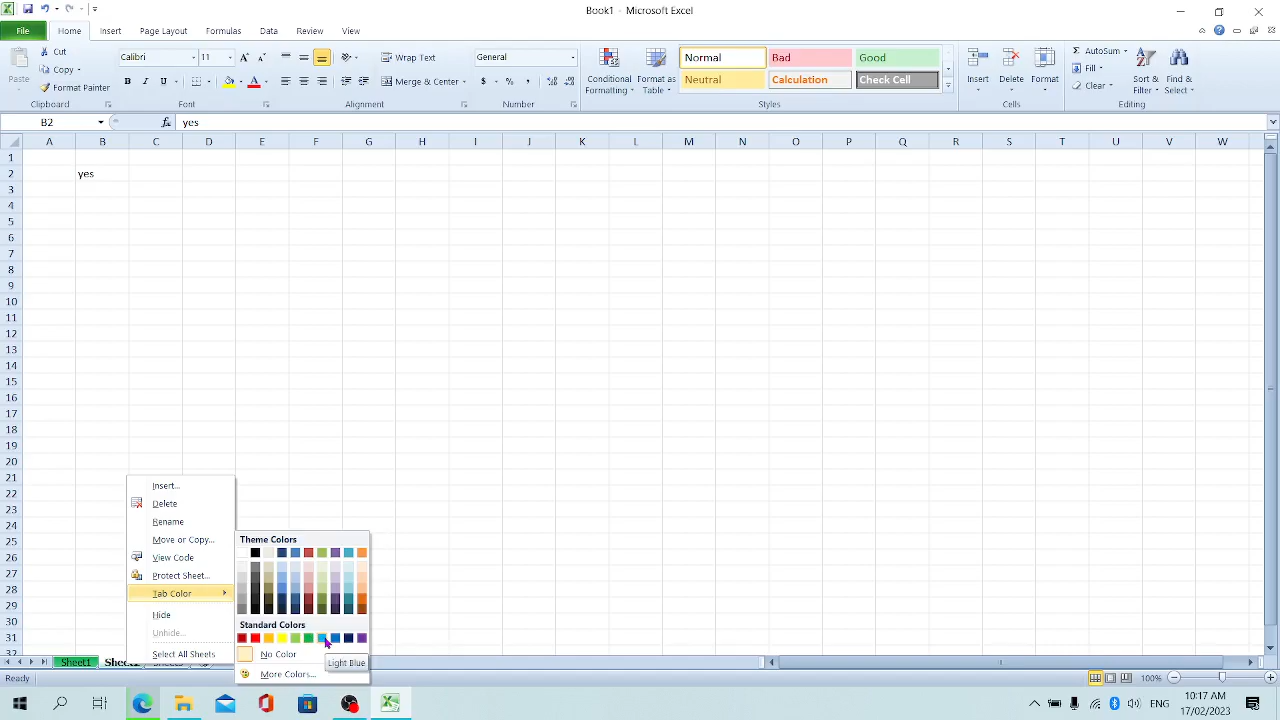 Book1 - Microsoft Excel
File Home Insert Page Layout Formulas Data Review View
Paste
Cut
Copy
Format Painter
Clipboard
Calibri 11
B I U
Font
Wrap Text
Merge & Center
Alignment
General
$ % ,
Number
Conditional Formatting
Format as Table
Normal Bad Good
Neutral Calculation Check Cell
Styles
Insert Delete Format
Cells
AutoSum
Fill
Clear
Sort & Filter
Find & Select
Editing
B2 fx yes
A B C D E F G H I J K L M N O P Q R S T U V W
1
2 yes
3
4
5
6
7
8
9
10
11
12
13
14
15
16
17
18
19
20
21
22
23
24
25
26
27
28
29
30
31
Insert...
Delete
Rename
Move or Copy...
View Code
Protect Sheet...
Tab Color
Hide
Unhide...
Select All Sheets
Theme Colors
Standard Colors
No Color
More Colors...
Light Blue
Sheet1
Ready 100%
ENG
10:17 AM
17/02/2023